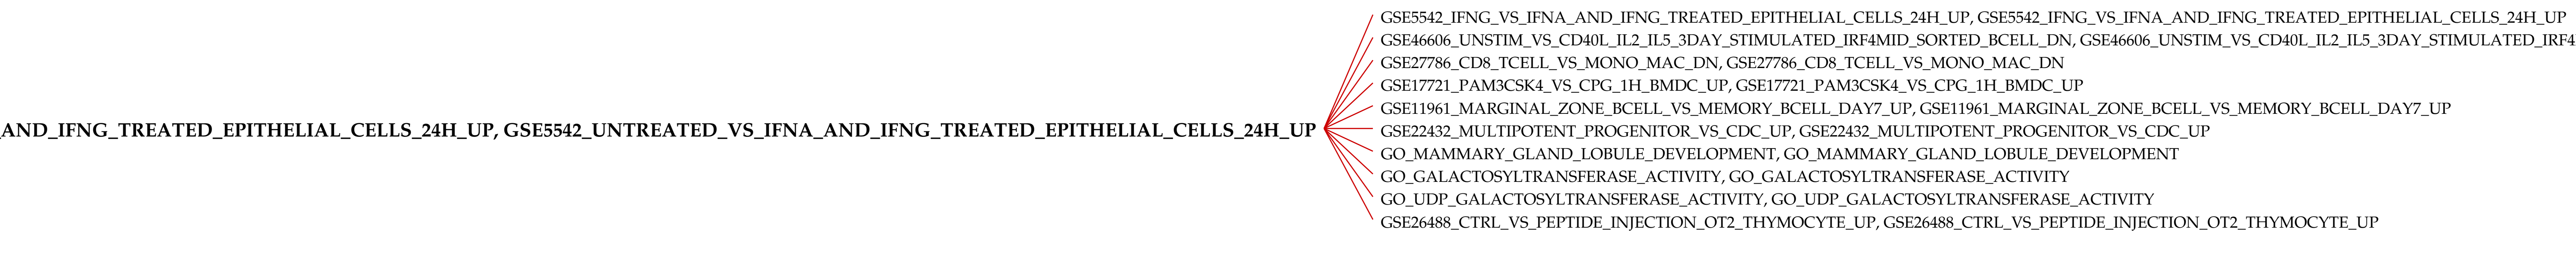 GSE5542_IFNG_VS_IFNA_AND_IFNG_TREATED_EPITHELIAL_CELLS_24H_UP, GSE5542_IFNG_VS_IFNA_AND_IFNG_TREATED_EPITHELIAL_CELLS_24H_UP
GSE46606_UNSTIM_VS_CD40L_IL2_IL5_3DAY_STIMULATED_IRF4MID_SORTED_BCELL_DN, GSE46606_UNSTIM_VS_CD40L_IL2_IL5_3DAY_STIMULATED_IRF4
GSE27786_CD8_TCELL_VS_MONO_MAC_DN, GSE27786_CD8_TCELL_VS_MONO_MAC_DN
GSE17721_PAM3CSK4_VS_CPG_1H_BMDC_UP, GSE17721_PAM3CSK4_VS_CPG_1H_BMDC_UP
GSE11961_MARGINAL_ZONE_BCELL_VS_MEMORY_BCELL_DAY7_UP, GSE11961_MARGINAL_ZONE_BCELL_VS_MEMORY_BCELL_DAY7_UP
_AND_IFNG_TREATED_EPITHELIAL_CELLS_24H_UP, GSE5542_UNTREATED_VS_IFNA_AND_IFNG_TREATED_EPITHELIAL_CELLS_24H_UP
GSE22432_MULTIPOTENT_PROGENITOR_VS_CDC_UP, GSE22432_MULTIPOTENT_PROGENITOR_VS_CDC_UP
GO_MAMMARY_GLAND_LOBULE_DEVELOPMENT, GO_MAMMARY_GLAND_LOBULE_DEVELOPMENT
GO_GALACTOSYLTRANSFERASE_ACTIVITY, GO_GALACTOSYLTRANSFERASE_ACTIVITY
GO_UDP_GALACTOSYLTRANSFERASE_ACTIVITY, GO_UDP_GALACTOSYLTRANSFERASE_ACTIVITY
GSE26488_CTRL_VS_PEPTIDE_INJECTION_OT2_THYMOCYTE_UP, GSE26488_CTRL_VS_PEPTIDE_INJECTION_OT2_THYMOCYTE_UP